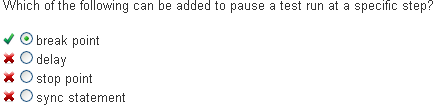 Which of the following can be added to pause a test run at a specific step?
break point
delay
stop point
sync statement